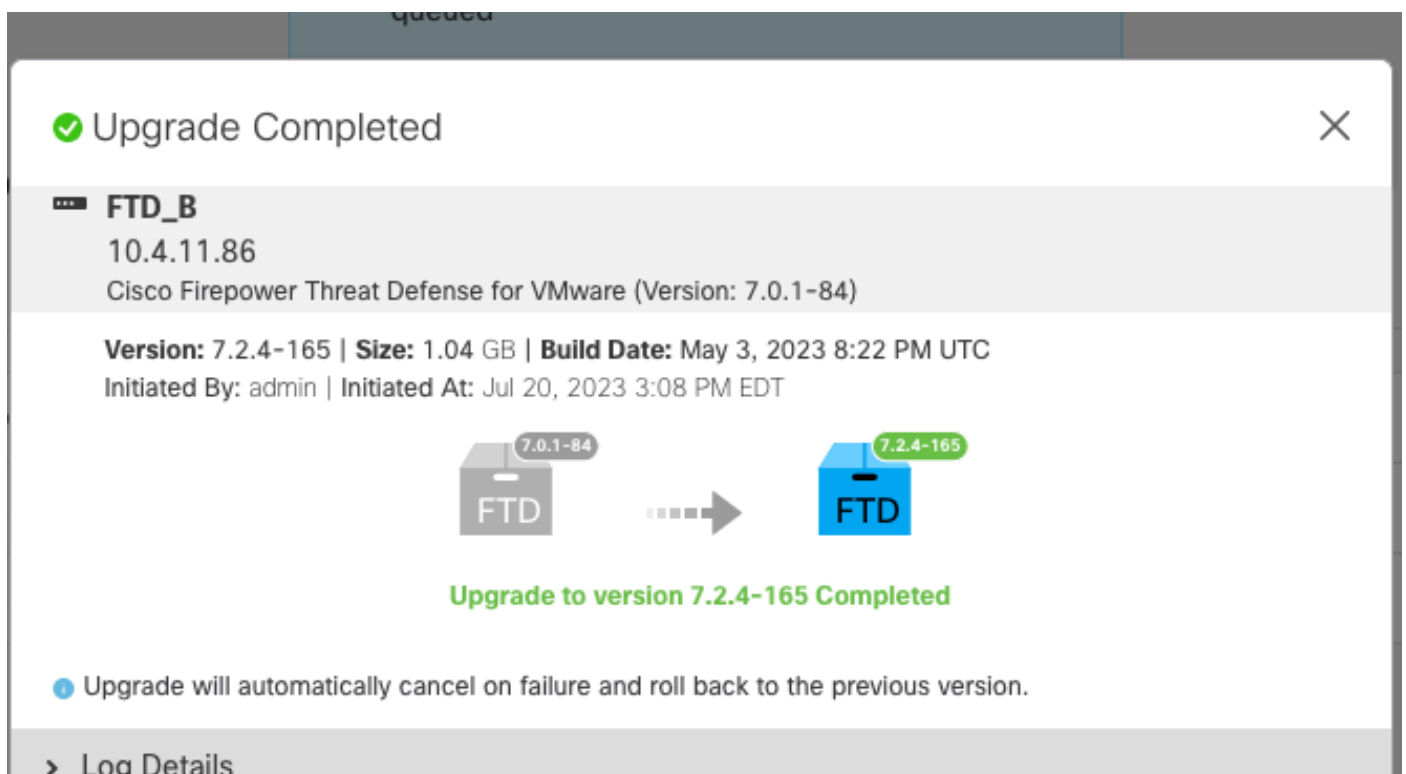 queued
Upgrade Completed
FTD_B
10.4.11.86
Cisco Firepower Threat Defense for VMware (Version: 7.0.1-84)
Version: 7.2.4-165 | Size: 1.04 GB | Build Date: May 3, 2023 8:22 PM UTC
Initiated By: admin | Initiated At: Jul 20, 2023 3:08 PM EDT
7.0.1-84
7.2.4-165
FTD
FTD
Upgrade to version 7.2.4-165 Completed
Upgrade will automatically cancel on failure and roll back to the previous version.
Log Details